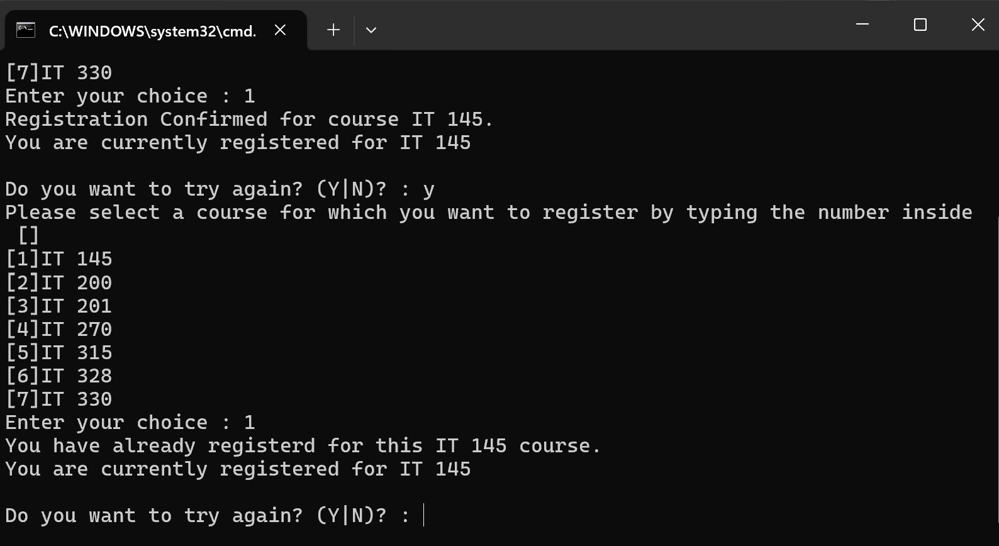 C:\WINDOWS\system32\cmd.
[7]IT 330
Enter your choice : 1
Registration Confirmed for course IT 145.
You are currently registered for IT 145
Do you want to try again? (Y|N)? : y
Please select a course for which you want to register by typing the number inside
[]
[1]IT 145
[2]IT 200
[3]IT 201
[4]IT 270
[5]IT 315
[6]IT 328
[7]IT 330
Enter your choice : 1
You have already registerd for this IT 145 course.
You are currently registered for IT 145
Do you want to try again? (Y|N)? :